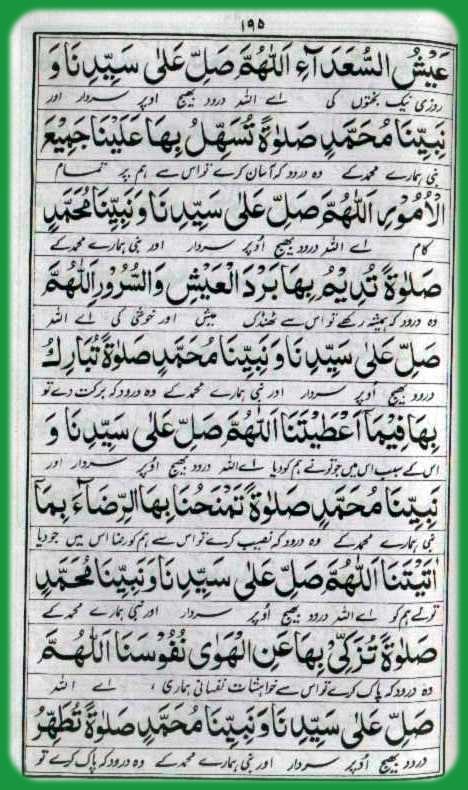 ١٩٥
عَيْشُ السُّعَدَآءِ اَللّٰهُمَّ صَلِّ عَلٰى سَيِّدِنَا وَ
روزی نیک بختوں کی اے اللہ درود بھیج اوپر سردار اور
نَبِيِّنَا مُحَمَّدٍ صَلٰوةً تُسَهِّلُ بِهَا عَلَيْنَا جَمِيْعَ
نبی ہمارے محمد کے وہ درود کہ آسان کرے تو اس سے ہم پر تمام
الْاُمُوْرِ اَللّٰهُمَّ صَلِّ عَلٰى سَيِّدِنَا وَنَبِيِّنَا مُحَمَّدٍ
کام اے اللہ درود بھیج اوپر سردار اور نبی ہمارے محمد کے
صَلٰوةً تُدِيْمُ بِهَا بَرْدَ الْعَيْشِ وَالسُّرُوْرِ اَللّٰهُمَّ
وہ درود کہ ہمیشہ رکھے تو اس سے ٹھنڈک عیش اور خوشی کی اے اللہ
صَلِّ عَلٰى سَيِّدِنَا وَ نَبِيِّنَا مُحَمَّدٍ صَلٰوةً تُبَارِكُ
درود بھیج اوپر سردار اور نبی ہمارے محمد کے وہ درود کہ برکت دے تو
بِهَا فِيْمَآ اَعْطَيْتَنَا اَللّٰهُمَّ صَلِّ عَلٰى سَيِّدِنَا وَ
اس کے سبب اس میں جو تونے ہم کو دیا اے اللہ درود بھیج اوپر سردار اور
نَبِيِّنَا مُحَمَّدٍ صَلٰوةً تَمْنَحُنَا بِهَا الرِّضَآءَ بِمَآ
نبی ہمارے محمد کے وہ درود کہ نصیب کرے تو اس سے ہم کو رضا اس میں جو دیا
اٰتَيْتَنَا اَللّٰهُمَّ صَلِّ عَلٰى سَيِّدِنَا وَ نَبِيِّنَا مُحَمَّدٍ
تونے ہم کو اے اللہ درود بھیج اوپر سردار اور نبی ہمارے محمد کے
صَلٰوةً تُزَكِّيْ بِهَا عَنِ الْهَوٰى نُفُوْسَنَا اَللّٰهُمَّ
وہ درود کہ پاک کرے تو اس سے خواہشات نفسانی ہماری ، اے اللہ
صَلِّ عَلٰى سَيِّدِنَا وَ نَبِيِّنَا مُحَمَّدٍ صَلٰوةً تُطَهِّرُ
درود بھیج اوپر سردار اور نبی ہمارے محمد کے وہ درود کہ پاک کرے تو